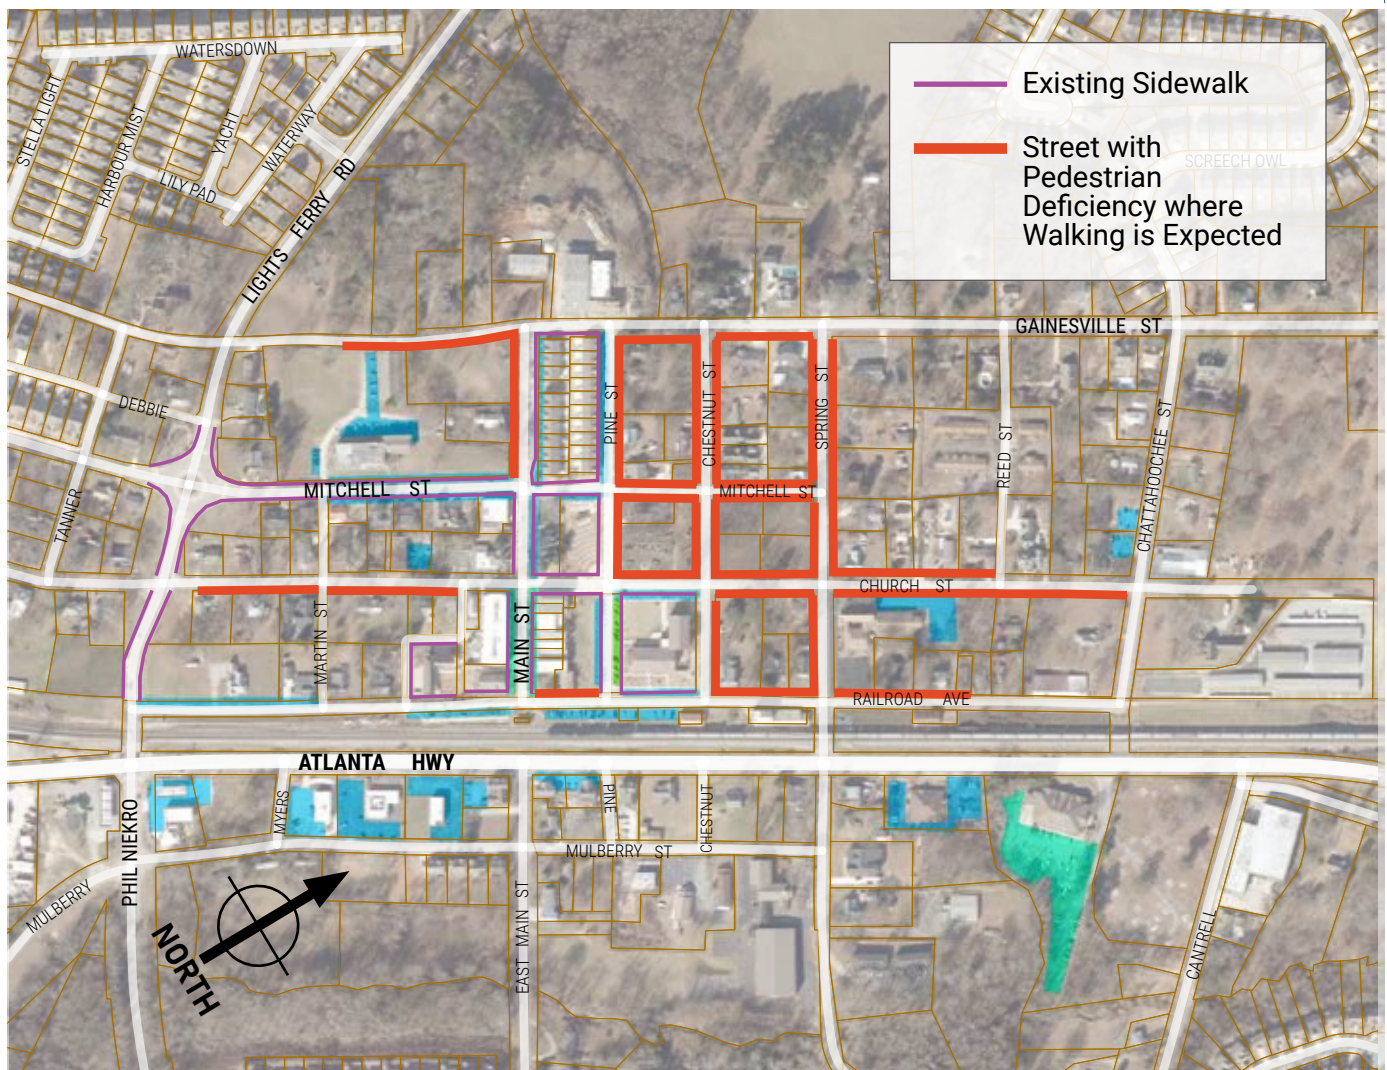 WATERSDOWN
STELLA LIGHT
HARBOUR MIST
YACHT
WATERWAY
LILY PAD
LIGHTS FERRY RD
Existing Sidewalk
Street with
Pedestrian
Deficiency where
Walking is Expected
SCREECH OWL
GAINESVILLE ST
DEBBIE
TANNER
PINE ST
CHESTNUT ST
SPRING ST
REED ST
CHATTAHOOCHEE ST
MITCHELL ST
MITCHELL ST
CHURCH ST
MARTIN ST
MAIN ST
RAILROAD AVE
ATLANTA HWY
MYERS
PINE
CHESTNUT
PHIL NIEKRO
MULBERRY ST
MULBERRY
EAST MAIN ST
CANTRELL
NORTH